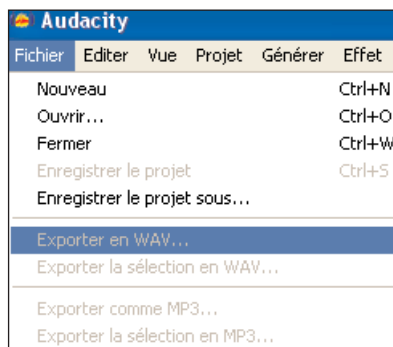 Audacity
Fichier Editer Vue Projet Générer Effet
Nouveau Ctrl+N
Ouvrir... Ctrl+O
Fermer Ctrl+W
Enregistrer le projet Ctrl+S
Enregistrer le projet sous...
Exporter en WAV...
Exporter la sélection en WAV...
Exporter comme MP3...
Exporter la sélection en MP3...